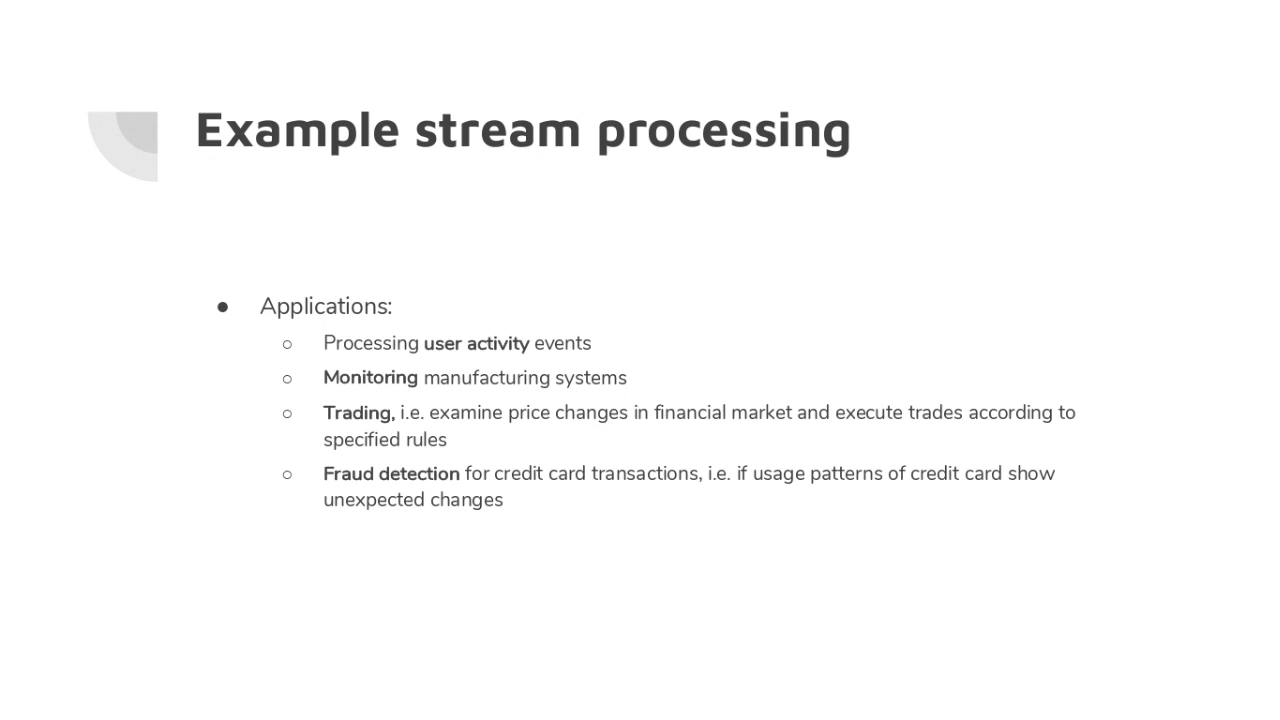 Example stream processing
● Applications:
○ Processing user activity events
○ Monitoring manufacturing systems
○ Trading, i.e. examine price changes in financial market and execute trades according to
specified rules
○ Fraud detection for credit card transactions, i.e. if usage patterns of credit card show
unexpected changes